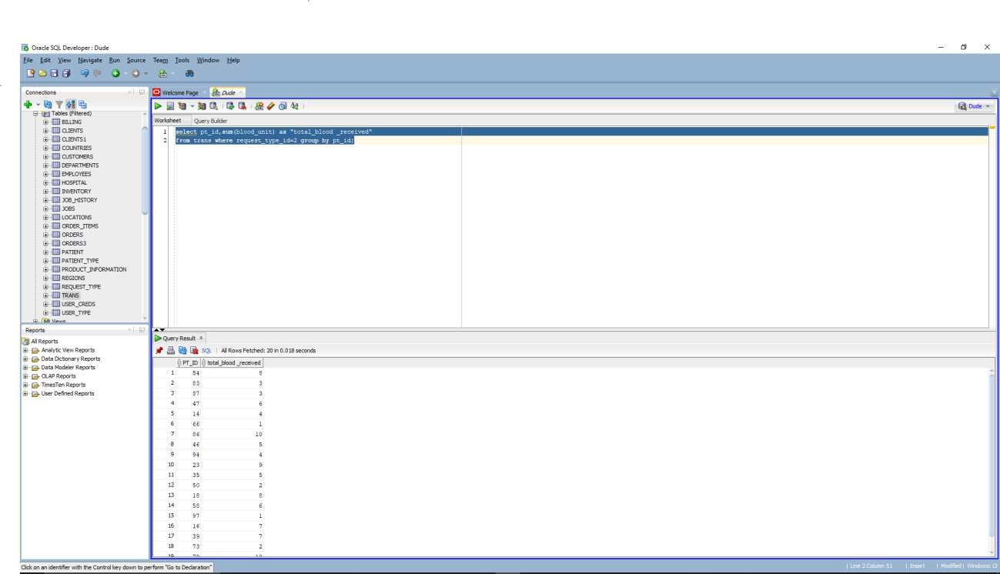 Oracle SQL Developer : Dude
File Edit View Navigate Run Source Team Tools Window Help
Connections
Welcome Page
Dude
Dude
Tables (Filtered)
BILLING
CLIENTS
CLIENTS1
COUNTRIES
CUSTOMERS
DEPARTMENTS
EMPLOYEES
HOSPITAL
INVENTORY
JOB_HISTORY
JOBS
LOCATIONS
ORDER_ITEMS
ORDERS
ORDERS3
PATIENT
PATIENT_TYPE
PRODUCT_INFORMATION
REGIONS
REQUEST_TYPE
TRANS
USER_CREDS
USER_TYPE
Views
Worksheet Query Builder
1 select pt_id,sum(blood_unit) as "total_blood _received"
2 from trans where request_type_id=2 group by pt_id;
Reports
All Reports
Analytic View Reports
Data Dictionary Reports
Data Modeler Reports
OLAP Reports
TimesTen Reports
User Defined Reports
Query Result
SQL | All Rows Fetched: 20 in 0.018 seconds
PT_ID total_blood _received
1 54 8
2 83 3
3 87 3
4 47 6
5 14 4
6 66 1
7 86 10
8 46 5
9 94 4
10 23 9
11 35 5
12 50 2
13 18 8
14 58 6
15 97 1
16 16 7
17 39 7
18 73 2
Click on an identifier with the Control key down to perform "Go to Declaration"
| Line 2 Column 51 | Insert | Modified | Windows: C